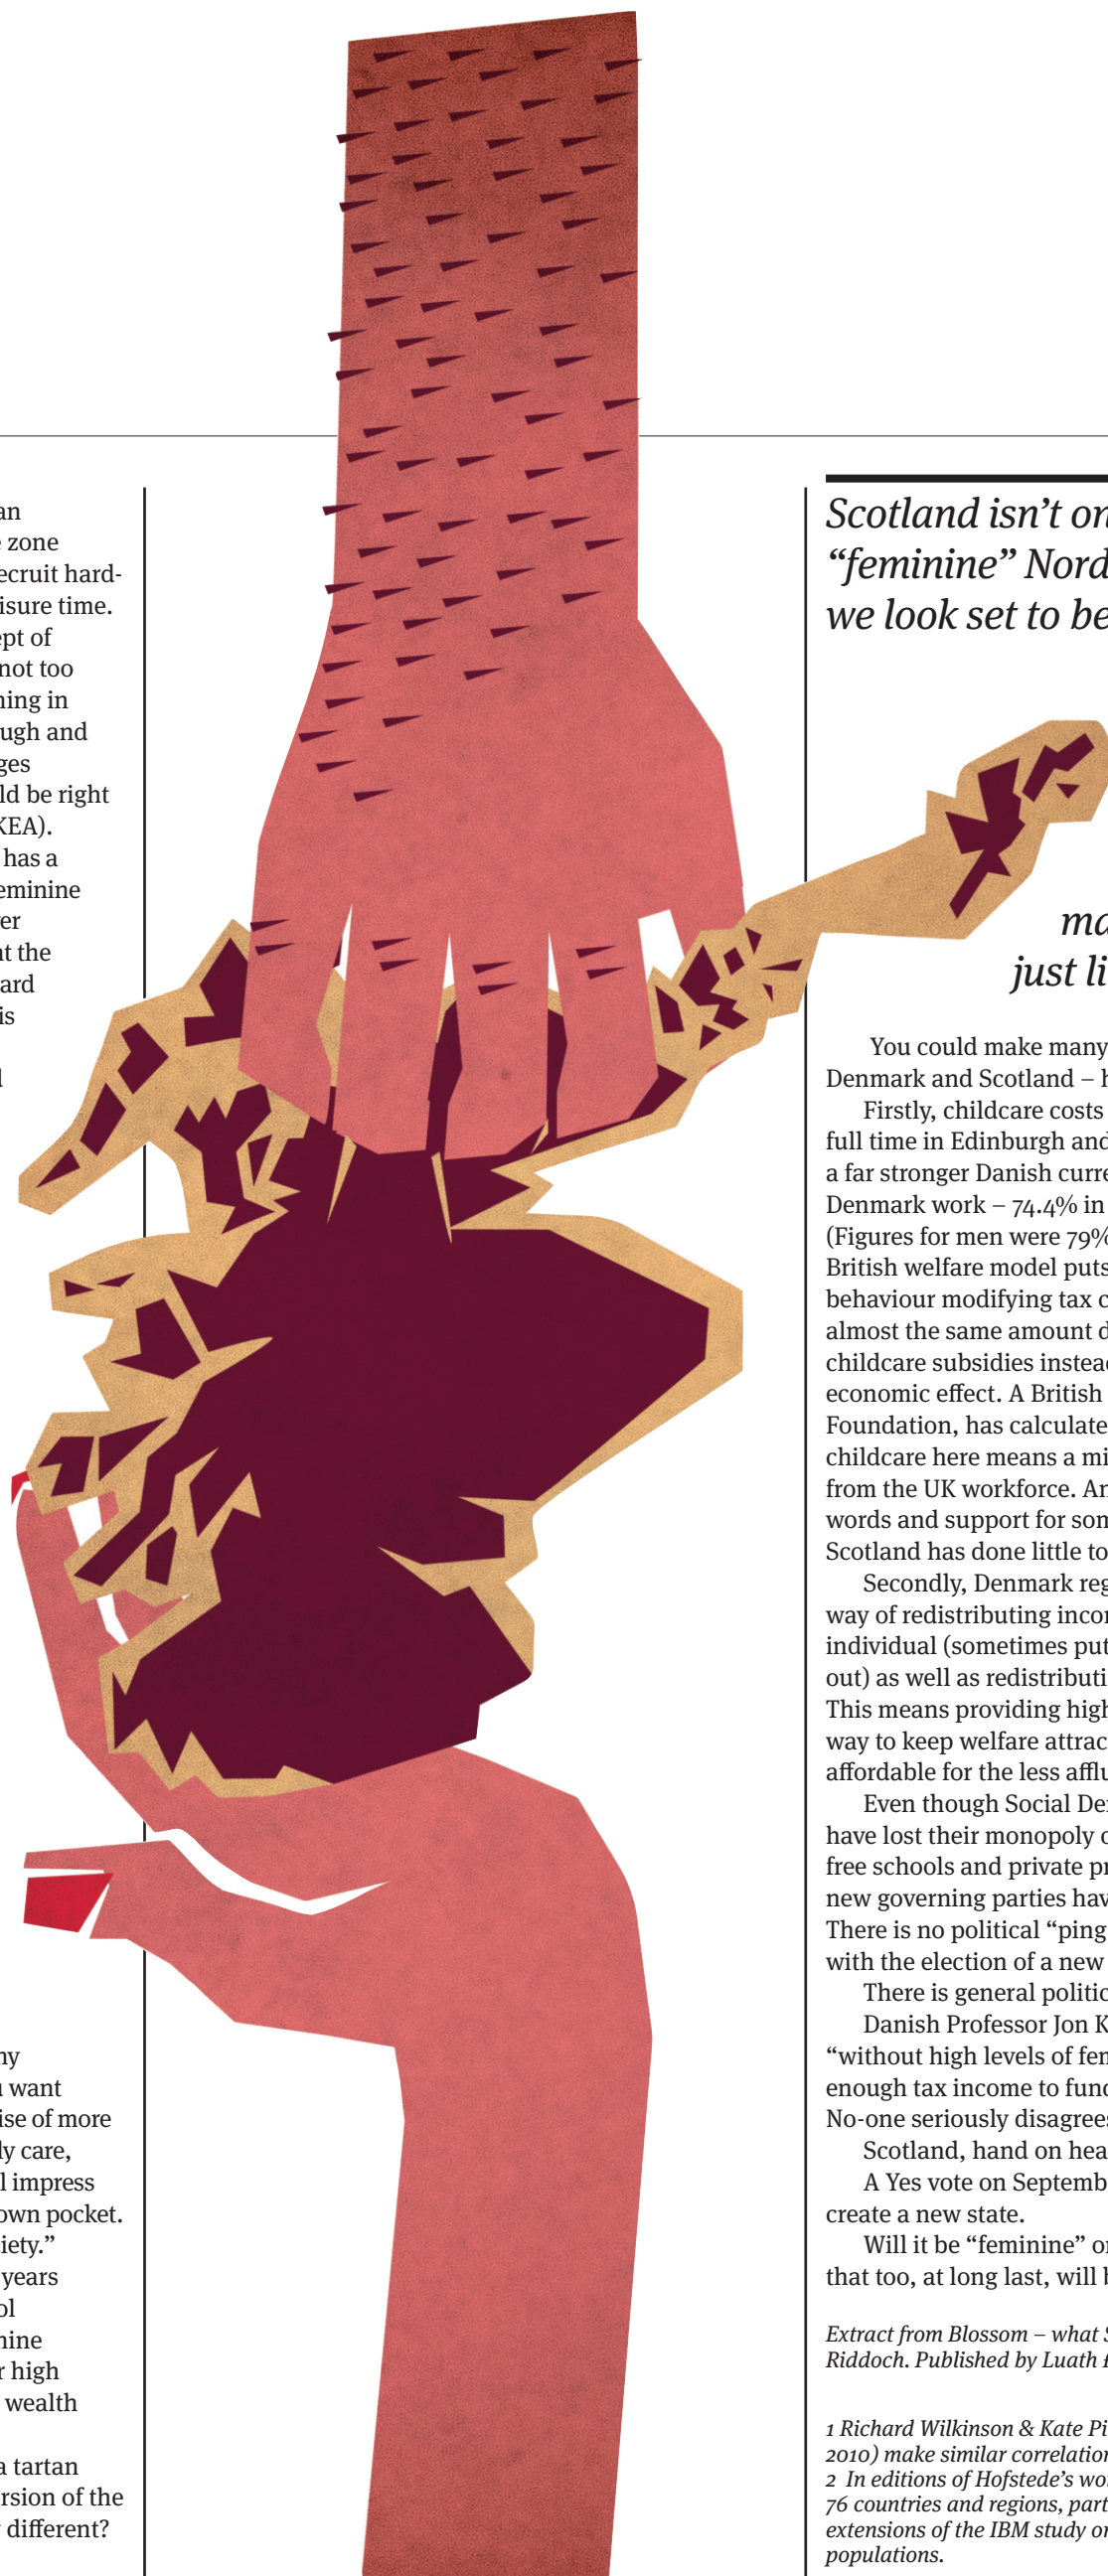 an
zone
ecruit hard-
isure time.
ept of
not too
ning in
ugh and
ges
ld be right
KEA).
has a
eminine
er
nt the
ard
is
l
ny
u want
ise of more
ly care,
l impress
own pocket.
iety.”
years
ol
nine
r high
wealth
a tartan
rsion of the
different?
Scotland isn’t on
“feminine” Nord
we look set to be
ma
just li
You could make many
Denmark and Scotland – h
Firstly, childcare costs
full time in Edinburgh and
a far stronger Danish curre
Denmark work – 74.4% in
(Figures for men were 79%
British welfare model puts
behaviour modifying tax c
almost the same amount d
childcare subsidies instead
economic effect. A British
Foundation, has calculate
childcare here means a mi
from the UK workforce. An
words and support for som
Scotland has done little to
Secondly, Denmark reg
way of redistributing incom
individual (sometimes put
out) as well as redistributi
This means providing high
way to keep welfare attrac
affordable for the less afflu
Even though Social Der
have lost their monopoly o
free schools and private pr
new governing parties hav
There is no political “ping
with the election of a new
There is general politic
Danish Professor Jon K
“without high levels of fem
enough tax income to fund
No-one seriously disagrees
Scotland, hand on hea
A Yes vote on Septemb
create a new state.
Will it be “feminine” or
that too, at long last, will b
Extract from Blossom – what S
Riddoch. Published by Luath £
1 Richard Wilkinson & Kate Pi
2010) make similar correlation
2 In editions of Hofstede’s wor
76 countries and regions, part
extensions of the IBM study on
populations.